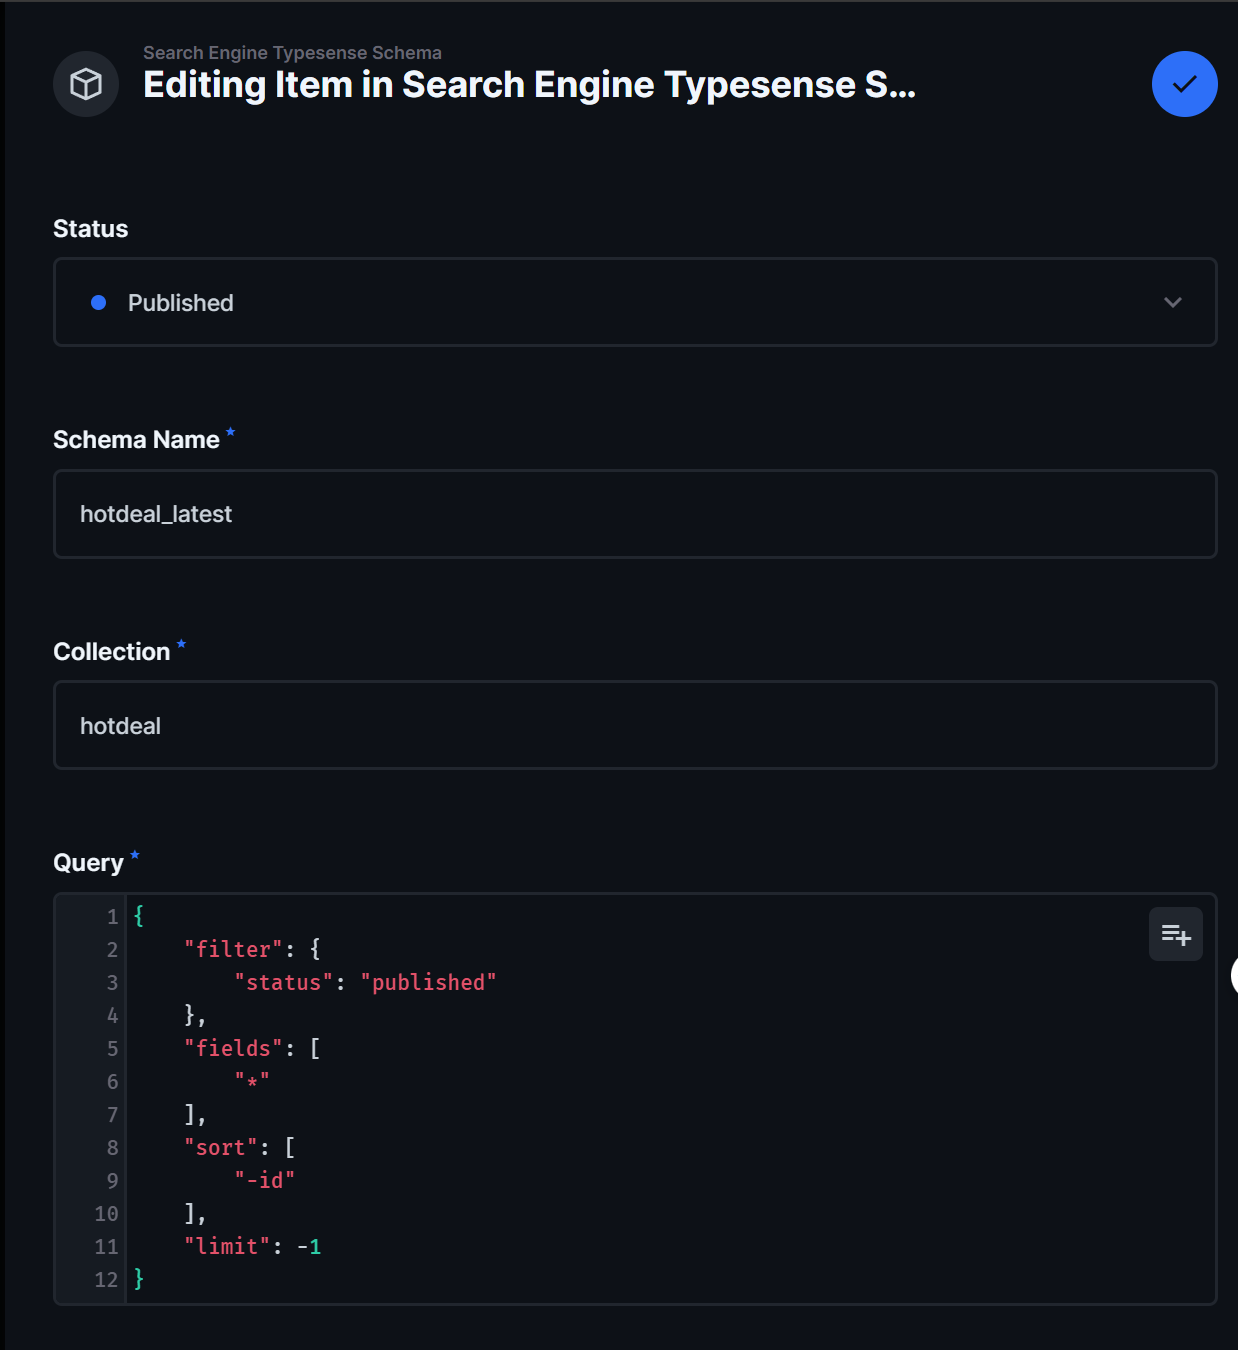 Search Engine Typesense Schema
Editing Item in Search Engine Typesense S...
Status
Published
Schema Name *
hotdeal_latest
Collection *
hotdeal
Query *
1 {
2     "filter": {
3         "status": "published"
4     },
5     "fields": [
6         "*"
7     ],
8     "sort": [
9         "-id"
10     ],
11     "limit": -1
12 }